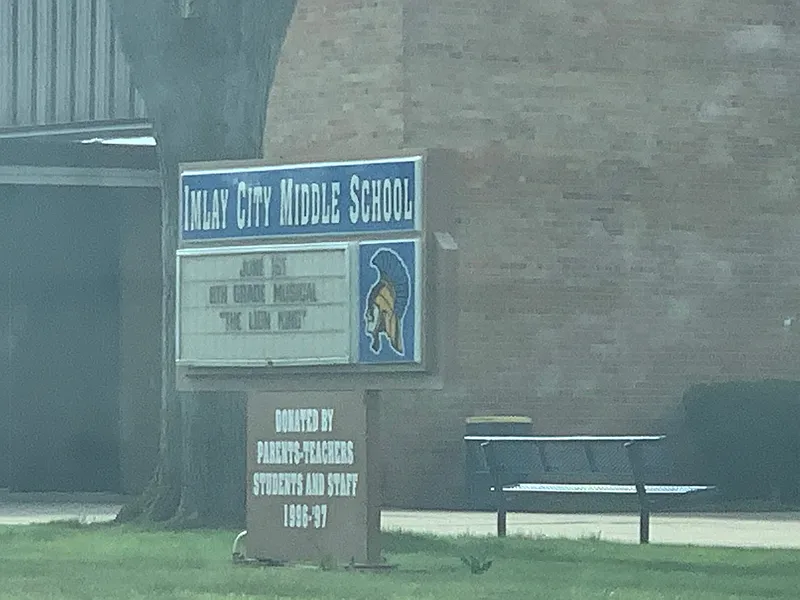 IMLAY CITY MIDDLE SCHOOL
JUNE 1ST
6TH GRADE MUSICAL
"THE LION KING"
DONATED BY
PARENTS-TEACHERS
STUDENTS AND STAFF
1996-97